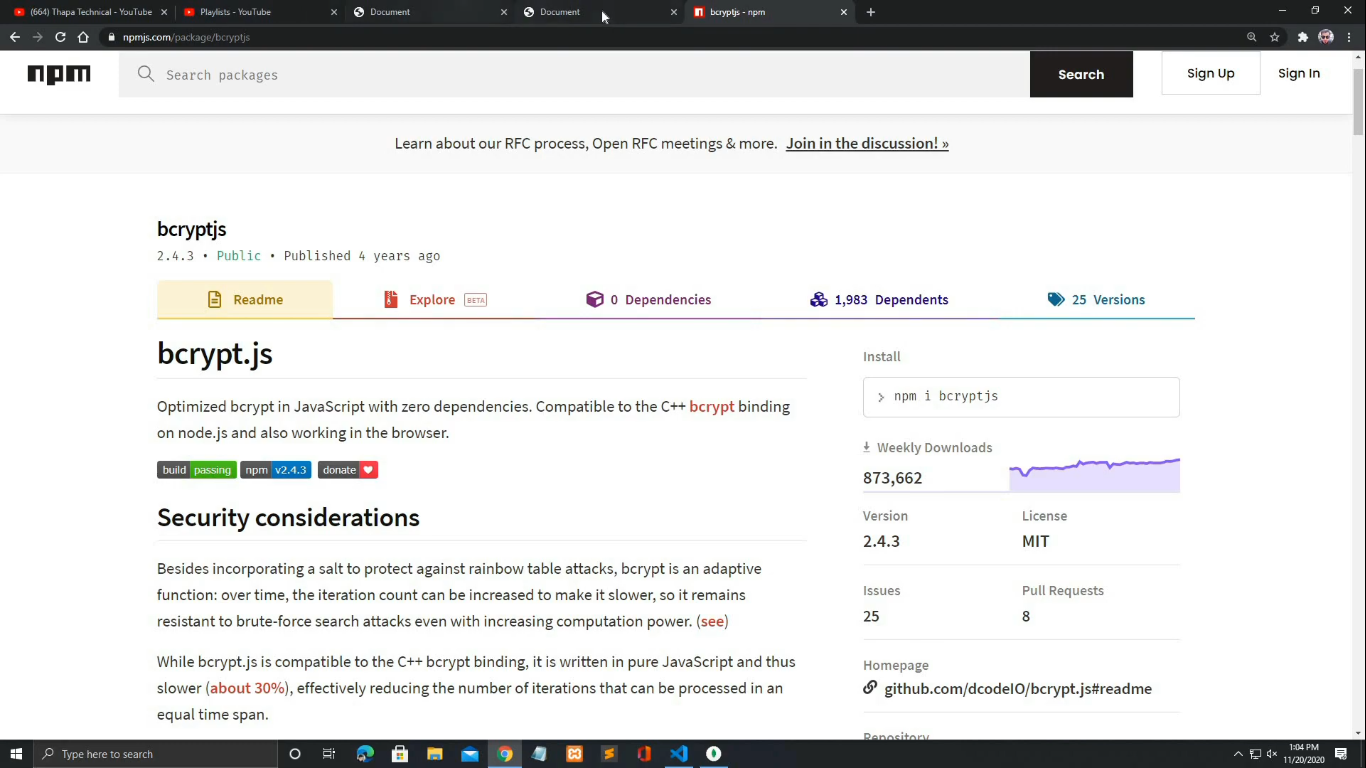 (664) Thapa Technical - YouTube
Playlists - YouTube
Document
Document
bcryptjs - npm
npmjs.com/package/bcryptjs
npm
Search packages
Search
Sign Up
Sign In
Learn about our RFC process, Open RFC meetings & more. Join in the discussion! »
bcryptjs
2.4.3 • Public • Published 4 years ago
Readme
Explore BETA
0 Dependencies
1,983 Dependents
25 Versions
bcrypt.js
Optimized bcrypt in JavaScript with zero dependencies. Compatible to the C++ bcrypt binding
on node.js and also working in the browser.
build passing npm v2.4.3 donate
Security considerations
Besides incorporating a salt to protect against rainbow table attacks, bcrypt is an adaptive
function: over time, the iteration count can be increased to make it slower, so it remains
resistant to brute-force search attacks even with increasing computation power. (see)
While bcrypt.js is compatible to the C++ bcrypt binding, it is written in pure JavaScript and thus
slower (about 30%), effectively reducing the number of iterations that can be processed in an
equal time span.
Install
npm i bcryptjs
Weekly Downloads
873,662
Version
License
2.4.3
MIT
Issues
Pull Requests
25
8
Homepage
github.com/dcodeIO/bcrypt.js#readme
Repository
Type here to search
1:04 PM
11/20/2020